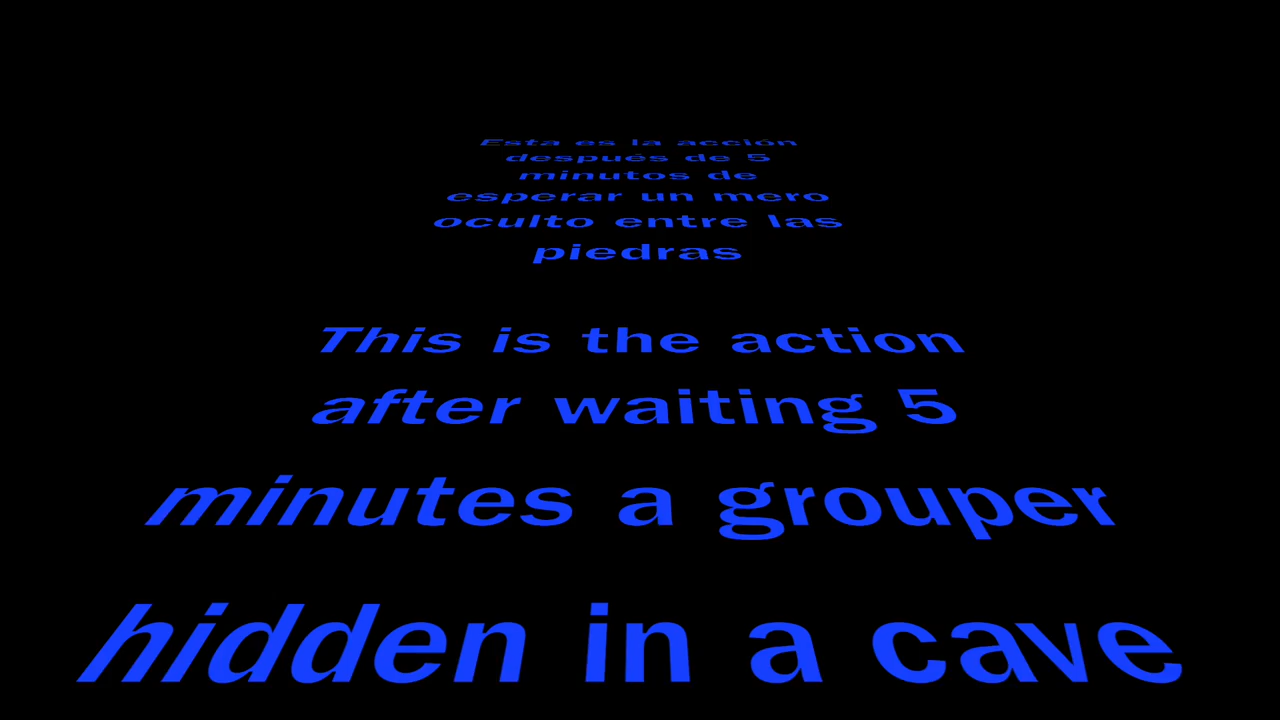 Esta es la acción
después de 5
minutos de
esperar un mero
oculto entre las
piedras
This is the action
after waiting 5
minutes a grouper
hidden in a cave